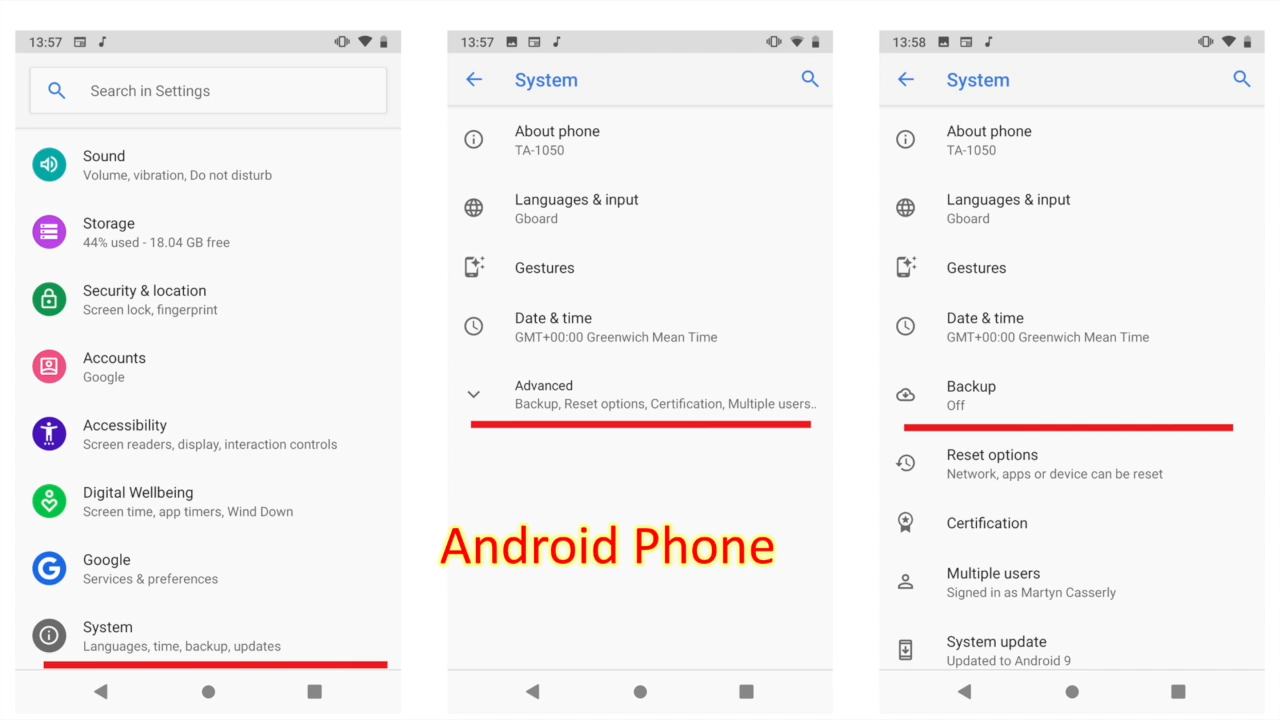 13:57
Search in Settings
Sound
Volume, vibration, Do not disturb
Storage
44% used - 18.04 GB free
Security & location
Screen lock, fingerprint
Accounts
Google
Accessibility
Screen readers, display, interaction controls
Digital Wellbeing
Screen time, app timers, Wind Down
Google
Services & preferences
System
Languages, time, backup, updates
13:57
System
About phone
TA-1050
Languages & input
Gboard
Gestures
Date & time
GMT+00:00 Greenwich Mean Time
Advanced
Backup, Reset options, Certification, Multiple users..
Android Phone
13:58
System
About phone
TA-1050
Languages & input
Gboard
Gestures
Date & time
GMT+00:00 Greenwich Mean Time
Backup
Off
Reset options
Network, apps or device can be reset
Certification
Multiple users
Signed in as Martyn Casserly
System update
Updated to Android 9